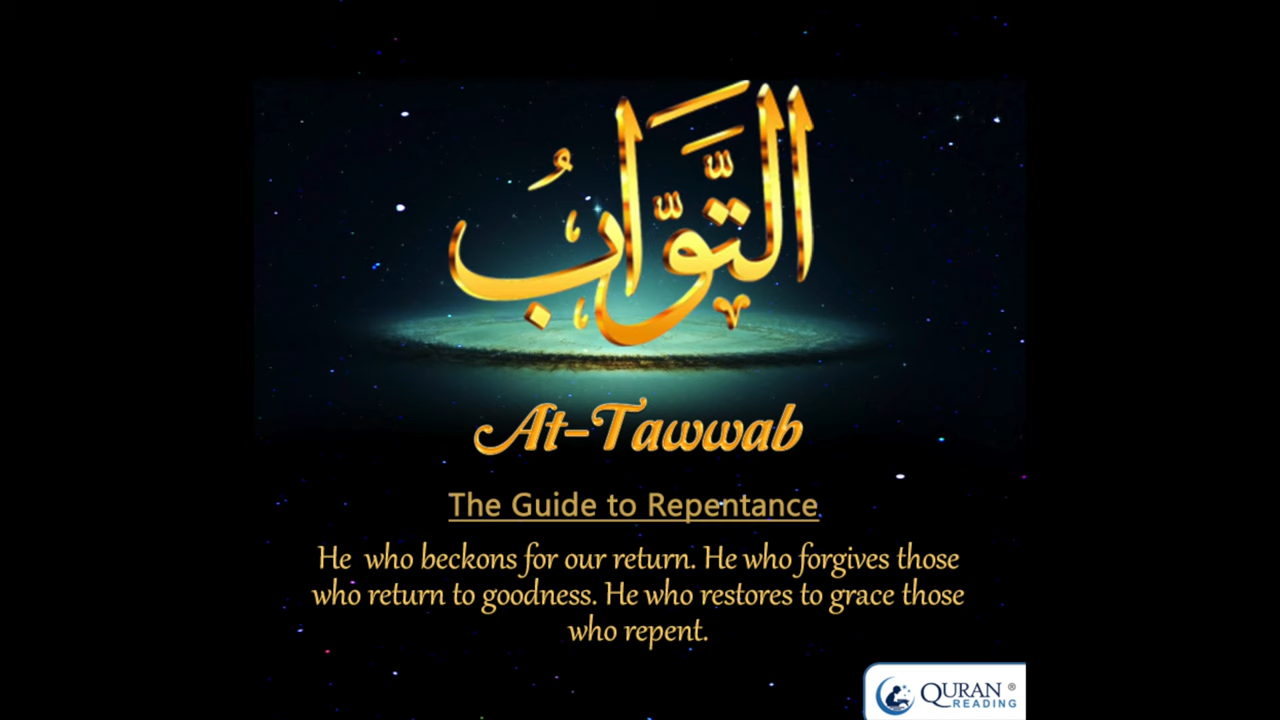 التَّوَّابُ
At-Tawwab
The Guide to Repentance
He who beckons for our return. He who forgives those
who return to goodness. He who restores to grace those
who repent.
QURAN ®
READING